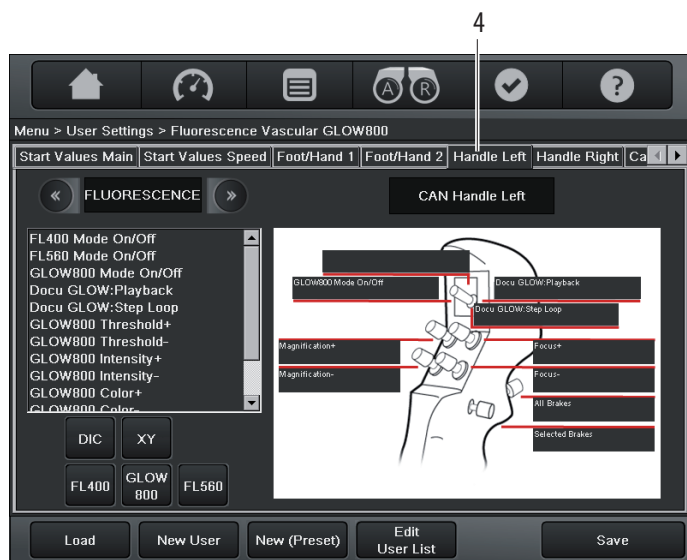 4
A R ?
Menu > User Settings > Fluorescence Vascular GLOW800
Start Values Main Start Values Speed Foot/Hand 1 Foot/Hand 2 Handle Left Handle Right Ca
« FLUORESCENCE »
CAN Handle Left
FL400 Mode On/Off
FL560 Mode On/Off
GLOW800 Mode On/Off
Docu GLOW:Playback
Docu GLOW:Step Loop
GLOW800 Threshold+
GLOW800 Threshold-
GLOW800 Intensity+
GLOW800 Intensity-
GLOW800 Color+
GLOW800 Color-
GLOW800 Mode On/Off
Docu GLOW:Playback
Docu GLOW:Step Loop
Magnification+
Focus+
Magnification-
Focus-
All Brakes
Selected Brakes
DIC XY
FL400
GLOW
800
FL560
Load
New User
New (Preset)
Edit
User List
Save